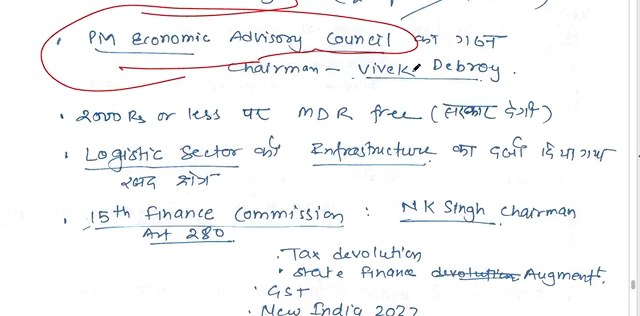 • PM Economic Advisory Council का गठन
Chairman – Vivek Debroy.
• 2000 Rs or less पर MDR free (सरकार देगी)
• Logistic Sector को Infrastructure का दर्जा दिया गया
रसद क्षेत्र
• 15th Finance Commission : NK Singh Chairman
Art 280
• Tax devolution
• State finance devolution Augment.
• GST
• New India 2022